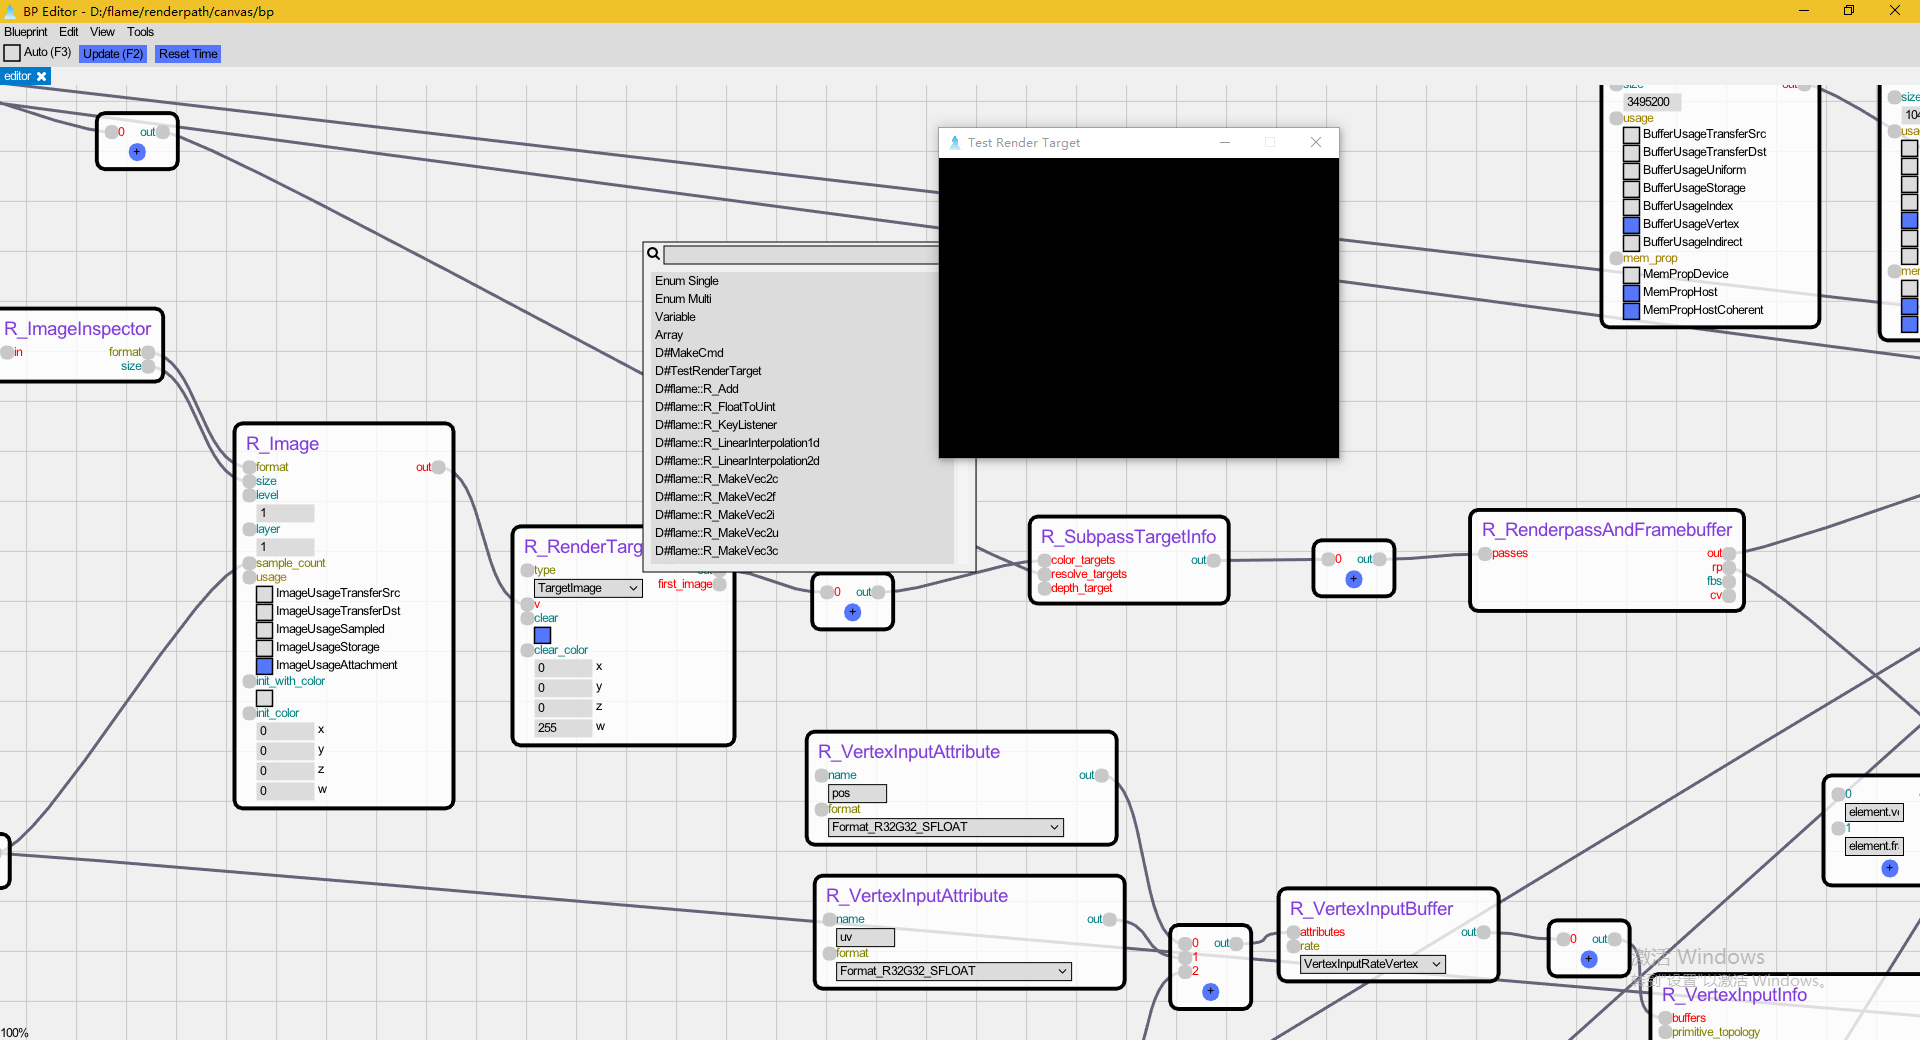 BP Editor - D:/flame/renderpath/canvas/bp
Blueprint Edit View Tools
Auto (F3) Update (F2) Reset Time
editor
0 out
+
Test Render Target
size out
3495200
usage
BufferUsageTransferSrc
BufferUsageTransferDst
BufferUsageUniform
BufferUsageStorage
BufferUsageIndex
BufferUsageVertex
BufferUsageIndirect
mem_prop
MemPropDevice
MemPropHost
MemPropHostCoherent
size
Enum Single
Enum Multi
Variable
Array
D#MakeCmd
D#TestRenderTarget
D#flame::R_Add
D#flame::R_FloatToUint
D#flame::R_KeyListener
D#flame::R_LinearInterpolation1d
D#flame::R_LinearInterpolation2d
D#flame::R_MakeVec2c
D#flame::R_MakeVec2f
D#flame::R_MakeVec2i
D#flame::R_MakeVec2u
D#flame::R_MakeVec3c
R_ImageInspector
in format
size
R_Image
format out
size
level
1
layer
1
sample_count
usage
ImageUsageTransferSrc
ImageUsageTransferDst
ImageUsageSampled
ImageUsageStorage
ImageUsageAttachment
init_with_color
init_color
0 x
0 y
0 z
0 w
R_RenderTarg
type
TargetImage
first_image
v
clear
clear_color
0 x
0 y
0 z
255 w
0 out
+
R_SubpassTargetInfo
color_targets out
resolve_targets
depth_target
0 out
+
R_RenderpassAndFramebuffer
passes out
rp
fbs
cv
R_VertexInputAttribute
name out
pos
format
Format_R32G32_SFLOAT
R_VertexInputAttribute
name out
uv
format
Format_R32G32_SFLOAT
0 out
1
2
+
R_VertexInputBuffer
attributes out
rate
VertexInputRateVertex
0 out
+
0
element.v
1
element.fr
+
激活 Windows
转到"设置"以激活 Windows。
R_VertexInputInfo
buffers
primitive_topology
100%